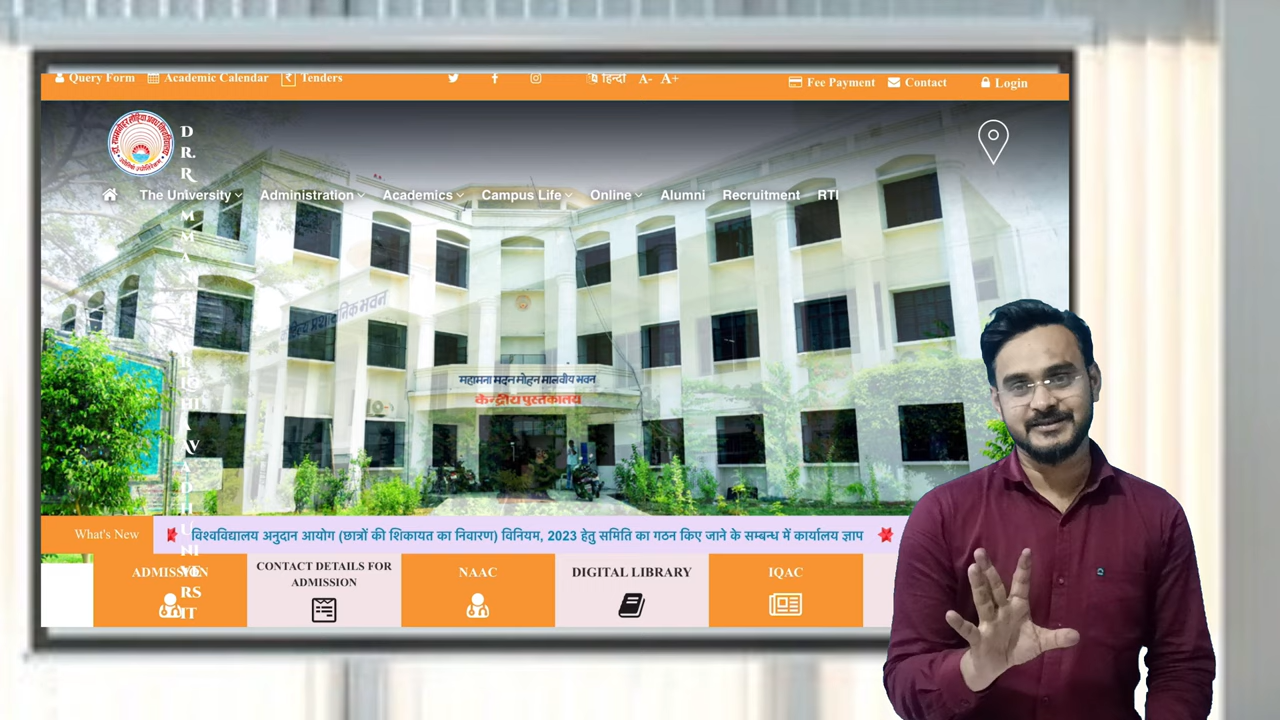 Query Form Academic Calendar Tenders हिन्दी A- A+ Fee Payment Contact Login
D
R.
R
The University Administration Academics Campus Life Online Alumni Recruitment RTI
M
M
A
महामना मदन मोहन मालवीय भवन
केन्द्रीय पुस्तकालय
What's New विश्वविद्यालय अनुदान आयोग (छात्रों की शिकायत का निवारण) विनियम, 2023 हेतु समिति का गठन किए जाने के सम्बन्ध में कार्यालय ज्ञाप
ADMISSION
CONTACT DETAILS FOR
ADMISSION
NAAC
DIGITAL LIBRARY
IQAC